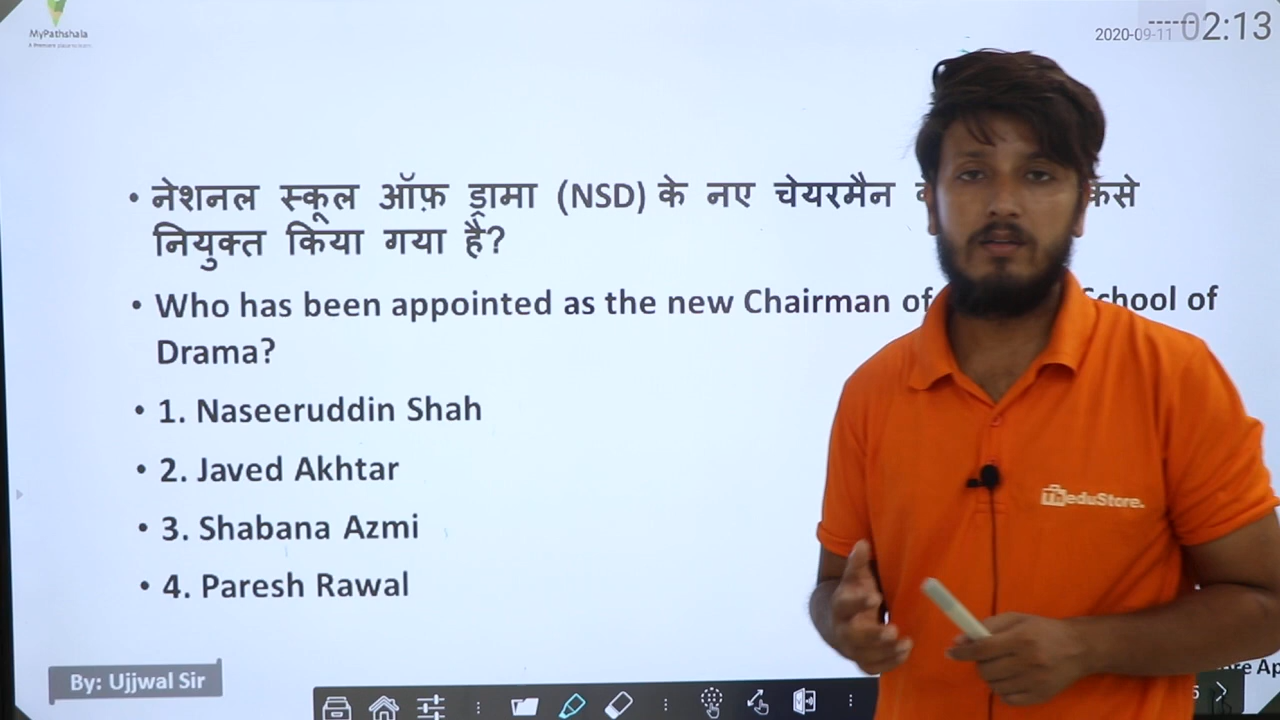 MyPathshala
2020-09-11 02:13
• नेशनल स्कूल ऑफ़ ड्रामा (NSD) के नए चेयरमैन
नियुक्त किया गया है?
• Who has been appointed as the new Chairman of School of
Drama?
• 1. Naseeruddin Shah
• 2. Javed Akhtar
• 3. Shabana Azmi
• 4. Paresh Rawal
eduStore.
By: Ujjwal Sir